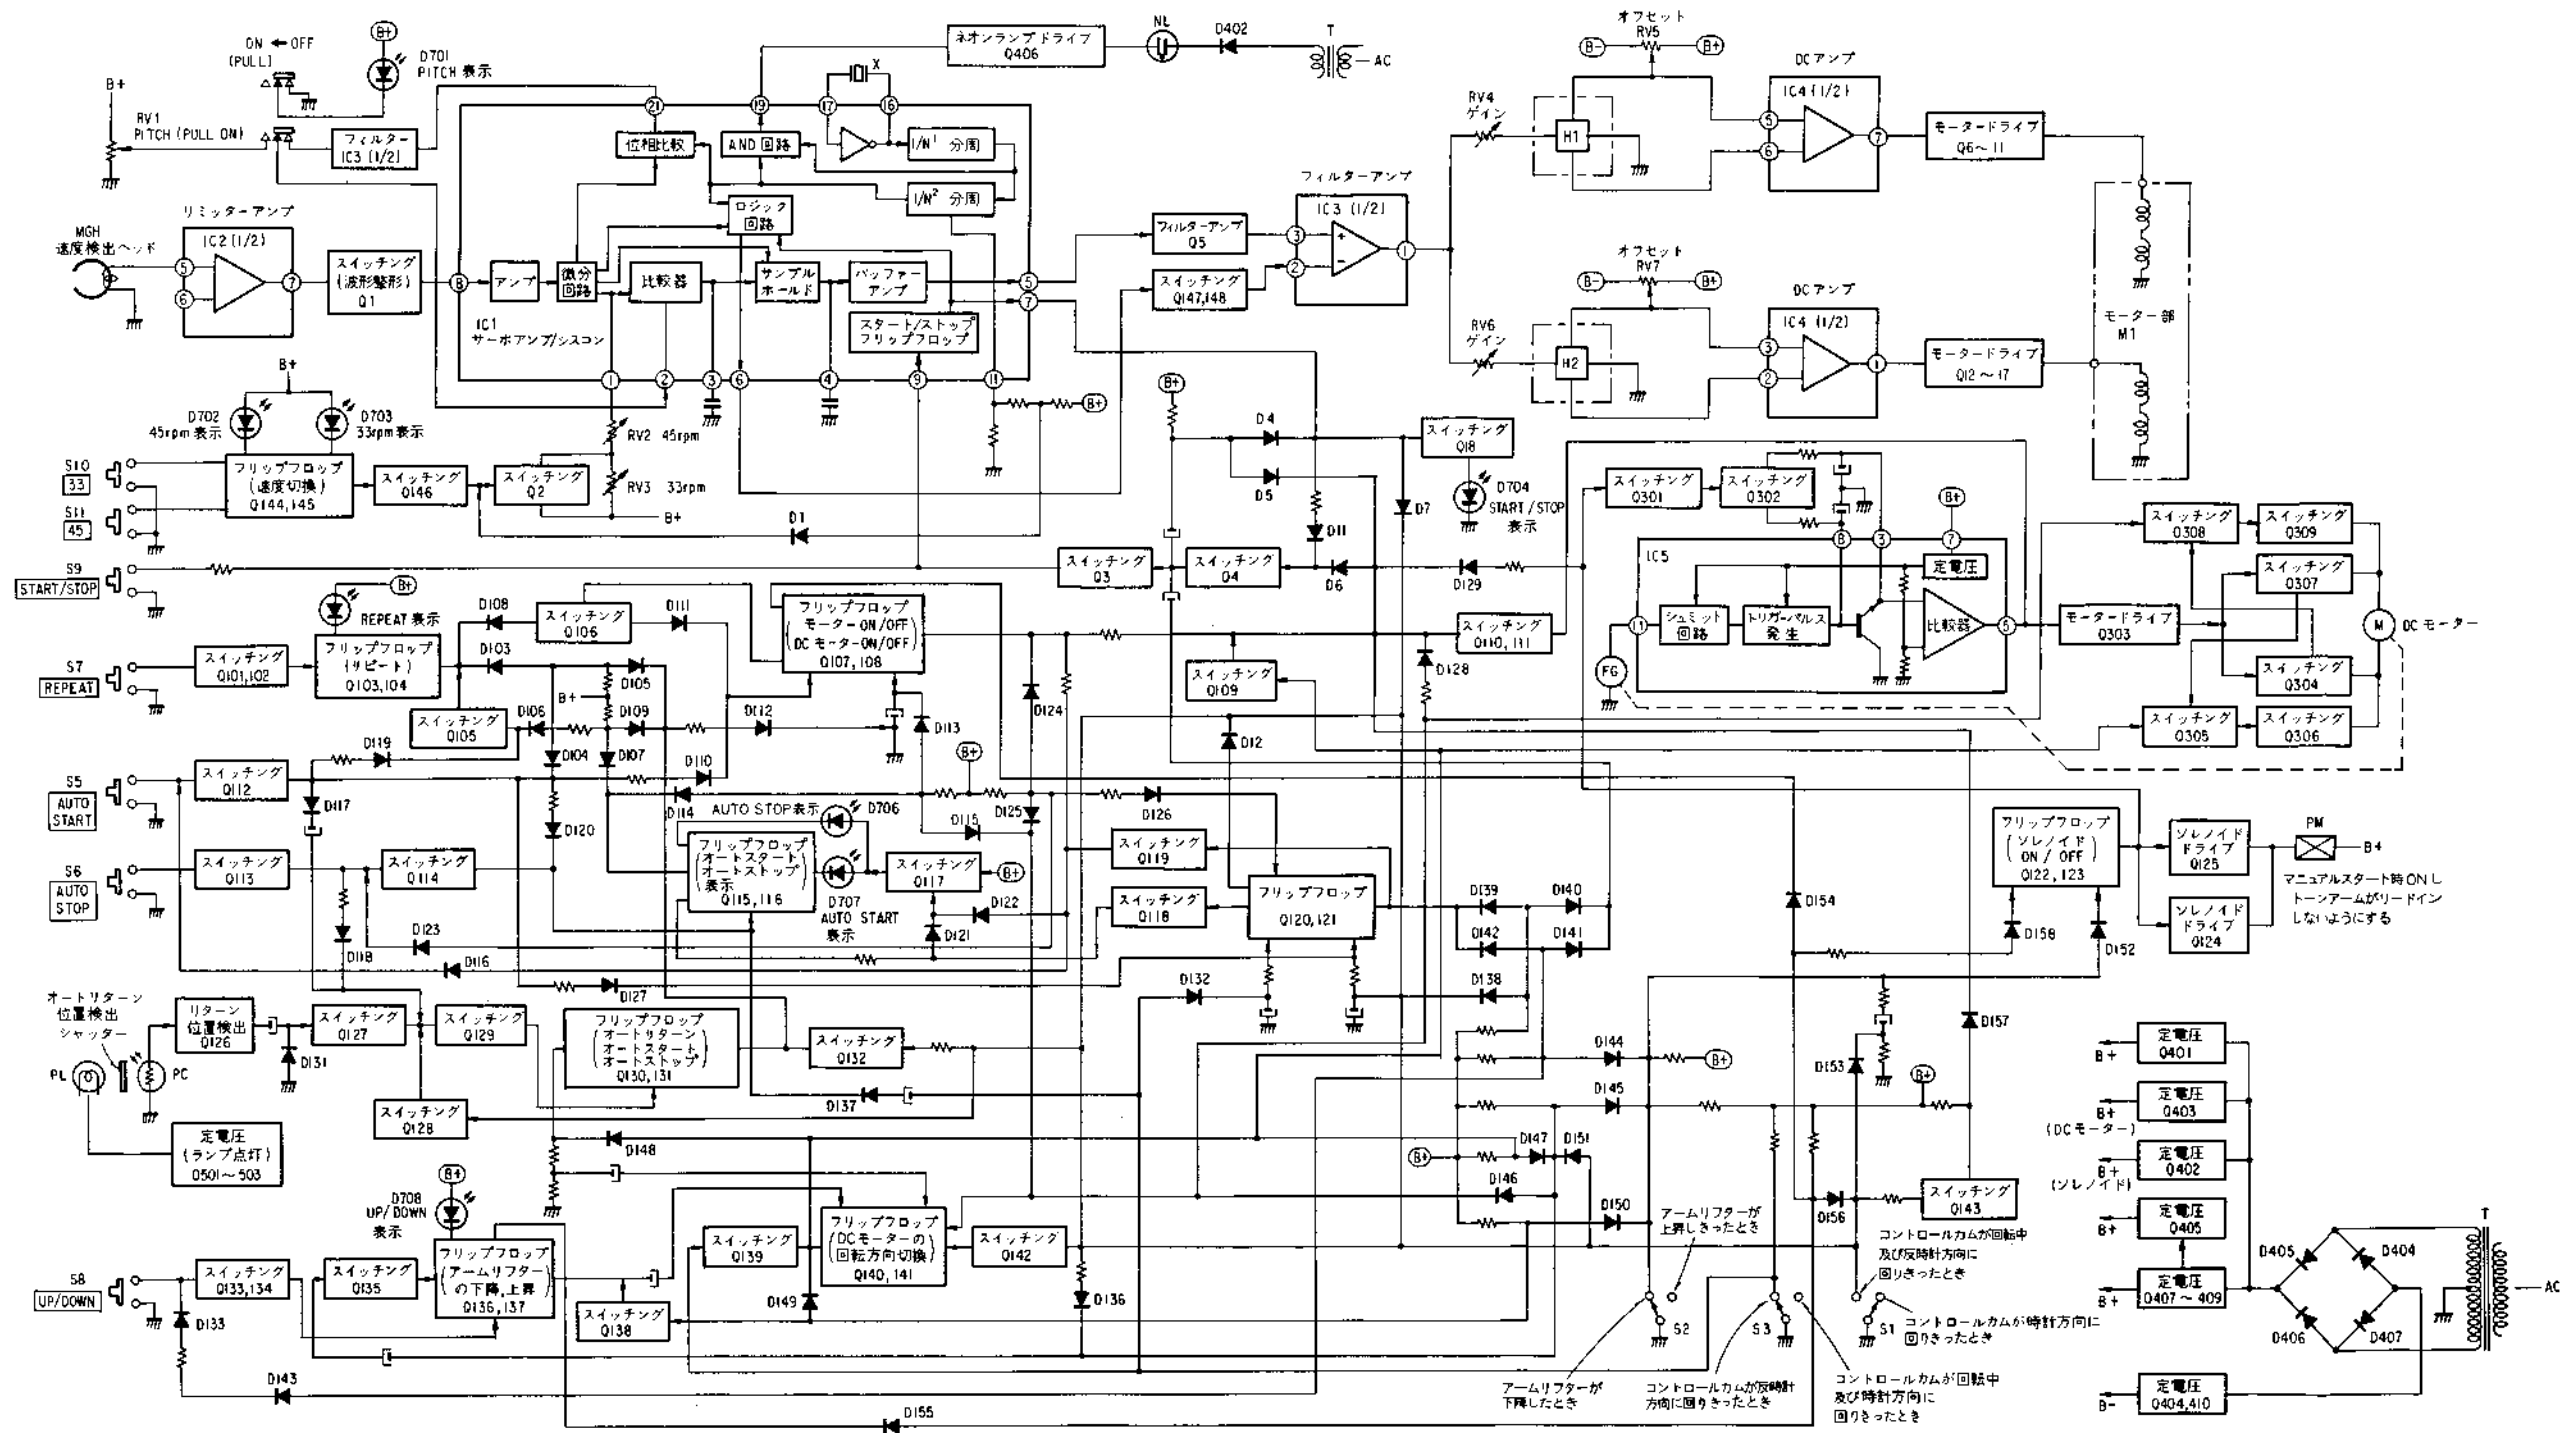 ON ←OFF
(PULL)
B+
D701
PITCH 表示
B+
RV1
PITCH (PULL ON)
フィルター
IC3 (1/2)
ネオンランプ ドライブ
Q406
NL
D402
T
AC
オフセット
RV5
B-
B+
DCアンプ
IC4 (1/2)
5
6
7
モータードライブ
Q6〜11
RV4
ゲイン
H1
21
19
17
16
X
位相比較
AND 回路
1/N¹ 分周
1/N² 分周
ロジック
回路
リミッターアンプ
IC2 (1/2)
MGH
速度検出ヘッド
5
6
7
スイッチング
(波形整形)
Q1
8
アンプ
微分
回路
比較器
サンプル
ホールド
バッファー
アンプ
5
7
IC1
サーボアンプ/シスコン
スタート/ストップ
フリップフロップ
1
2
3
6
4
9
11
フィルターアンプ
Q5
スイッチング
Q147,148
フィルターアンプ
IC3 (1/2)
3
2
1
オフセット
RV7
B-
B+
DCアンプ
IC4 (1/2)
3
2
1
RV6
ゲイン
H2
モータードライブ
Q12〜17
モーター部
M1
B+
D702
45rpm 表示
D703
33rpm 表示
S10
33
S11
45
フリップフロップ
(速度切換)
Q144,145
スイッチング
Q146
スイッチング
Q2
RV2 45rpm
RV3 33rpm
B+
D1
B+
B+
D4
D5
D11
D7
D6
スイッチング
Q18
D704
START/STOP
表示
S9
START/STOP
スイッチング
Q3
スイッチング
Q4
D129
スイッチング
Q301
スイッチング
Q302
B+
IC5
8
3
7
定電圧
11
シュミット
回路
トリガーパルス
発生
比較器
5
FG
モータードライブ
Q303
スイッチング
Q308
スイッチング
Q309
スイッチング
Q307
スイッチング
Q304
スイッチング
Q305
スイッチング
Q306
M
DCモーター
B+
REPEAT 表示
S7
REPEAT
スイッチング
Q101,102
フリップフロップ
(リピート)
Q103,104
D108
D103
スイッチング
Q106
D111
フリップフロップ
モーター ON/OFF
DCモーターON/OFF
Q107,108
スイッチング
Q109
スイッチング
Q110,111
D128
スイッチング
Q105
D106
B+
D105
D109
D112
D104
D107
D110
D113
D124
D12
D119
S5
AUTO
START
スイッチング
Q112
D117
D120
D114
B+
D115
D125
D126
AUTO STOP表示
D706
フリップフロップ
オートスタート
オートストップ
表示
Q115,116
D707
AUTO START
表示
スイッチング
Q117
B+
D122
D121
S6
AUTO
STOP
スイッチング
Q113
スイッチング
Q114
D118
D123
D116
D127
スイッチング
Q119
スイッチング
Q118
フリップフロップ
Q120,121
D139
D140
D142
D141
D138
D132
D154
フリップフロップ
(ソレノイド
ON / OFF)
Q122,123
D158
D152
ソレノイド
ドライブ
Q125
ソレノイド
ドライブ
Q124
PM
B+
マニュアルスタート時ONし
トーンアームがリードイン
しないようにする
オートリターン
位置検出
シャッター
PL
PC
リターン
位置検出
Q126
D131
スイッチング
Q127
スイッチング
Q129
スイッチング
Q128
フリップフロップ
オートリターン
オートスタート
オートストップ
Q130,131
スイッチング
Q132
D137
定電圧
(ランプ点灯)
Q501〜503
D148
D144
B+
D145
D153
D157
B+
B+
D147
D151
D146
D150
D156
スイッチング
Q143
B+
D708
UP/DOWN
表示
S8
UP/DOWN
スイッチング
Q133,134
スイッチング
Q135
フリップフロップ
(アームリフター
の下降,上昇)
Q136,137
D133
D143
スイッチング
Q138
スイッチング
Q139
D149
フリップフロップ
(DCモーターの
回転方向切換)
Q140,141
スイッチング
Q142
D136
D155
アームリフターが
上昇しきったとき
S2
アームリフターが
下降したとき
S3
コントロールカムが反時計
方向に回りきったとき
S1
コントロールカムが回転中
及び反時計方向に
回りきったとき
コントロールカムが時計方向に
回りきったとき
コントロールカムが回転中
及び時計方向に
回りきったとき
B+
定電圧
Q401
B+
(DCモーター)
定電圧
Q403
B+
(ソレノイド)
定電圧
Q402
B+
定電圧
Q405
B+
定電圧
Q407〜409
B-
定電圧
Q404,410
D405
D404
D406
D407
T
AC